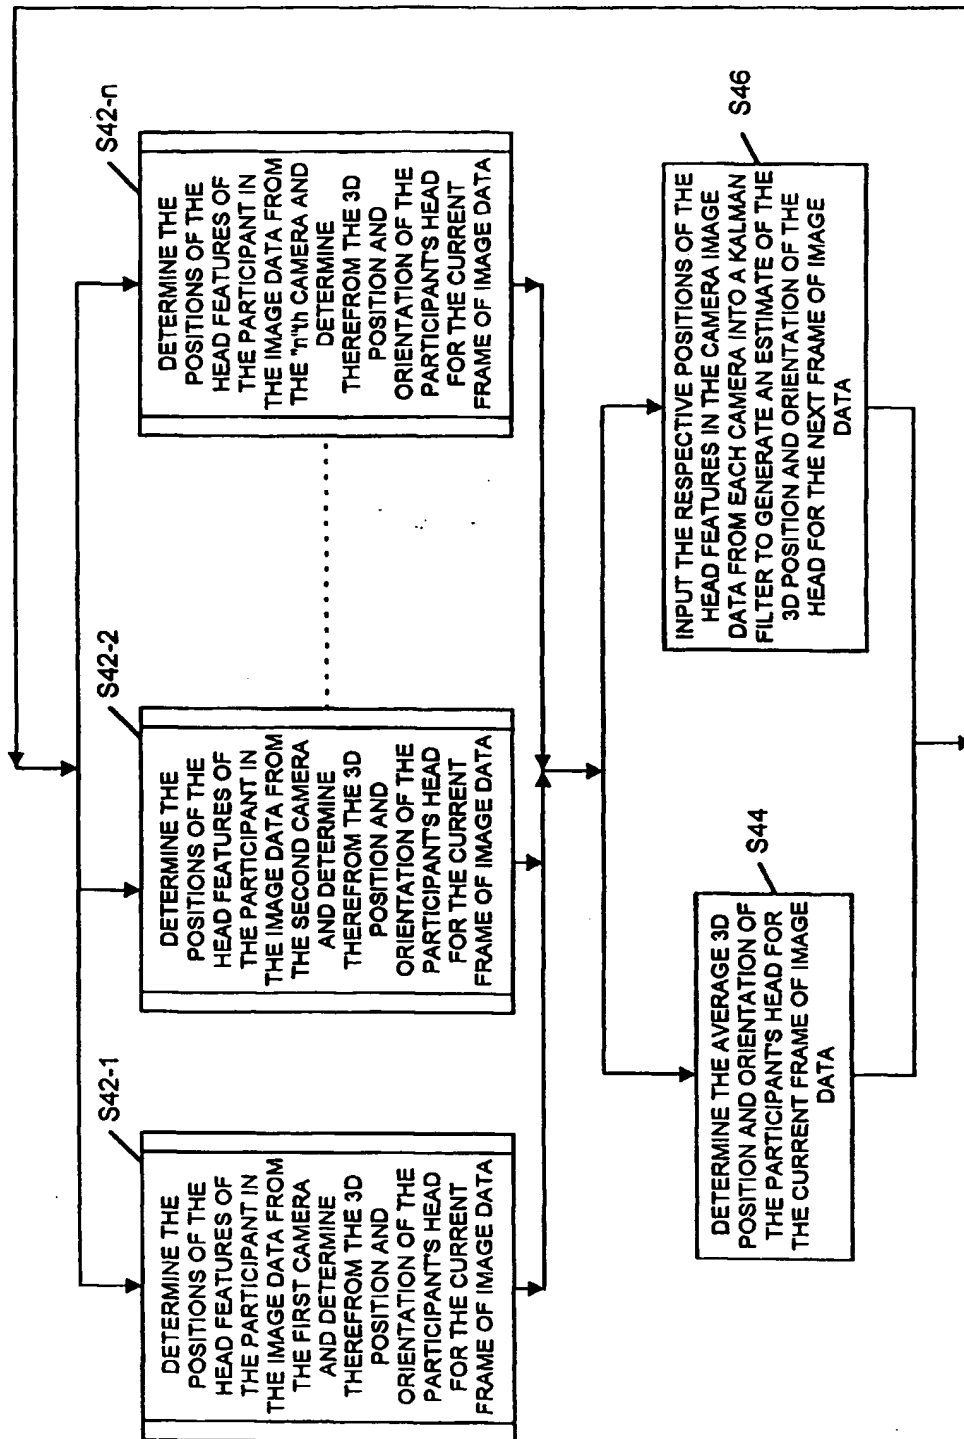 S42-1
DETERMINE THE
POSITIONS OF THE
HEAD FEATURES OF
THE PARTICIPANT IN
THE IMAGE DATA FROM
THE FIRST CAMERA
AND DETERMINE
THEREFROM THE 3D
POSITION AND
ORIENTATION OF THE
PARTICIPANT'S HEAD
FOR THE CURRENT
FRAME OF IMAGE DATA
S42-2
DETERMINE THE
POSITIONS OF THE
HEAD FEATURES OF
THE PARTICIPANT IN
THE IMAGE DATA FROM
THE SECOND CAMERA
AND DETERMINE
THEREFROM THE 3D
POSITION AND
ORIENTATION OF THE
PARTICIPANT'S HEAD
FOR THE CURRENT
FRAME OF IMAGE DATA
S42-n
DETERMINE THE
POSITIONS OF THE
HEAD FEATURES OF
THE PARTICIPANT IN
THE IMAGE DATA FROM
THE "n"th CAMERA AND
DETERMINE
THEREFROM THE 3D
POSITION AND
ORIENTATION OF THE
PARTICIPANT'S HEAD
FOR THE CURRENT
FRAME OF IMAGE DATA
S44
DETERMINE THE AVERAGE 3D
POSITION AND ORIENTATION OF
THE PARTICIPANT'S HEAD FOR
THE CURRENT FRAME OF IMAGE
DATA
S46
INPUT THE RESPECTIVE POSITIONS OF THE
HEAD FEATURES IN THE CAMERA IMAGE
DATA FROM EACH CAMERA INTO A KALMAN
FILTER TO GENERATE AN ESTIMATE OF THE
3D POSITION AND ORIENTATION OF THE
HEAD FOR THE NEXT FRAME OF IMAGE
DATA